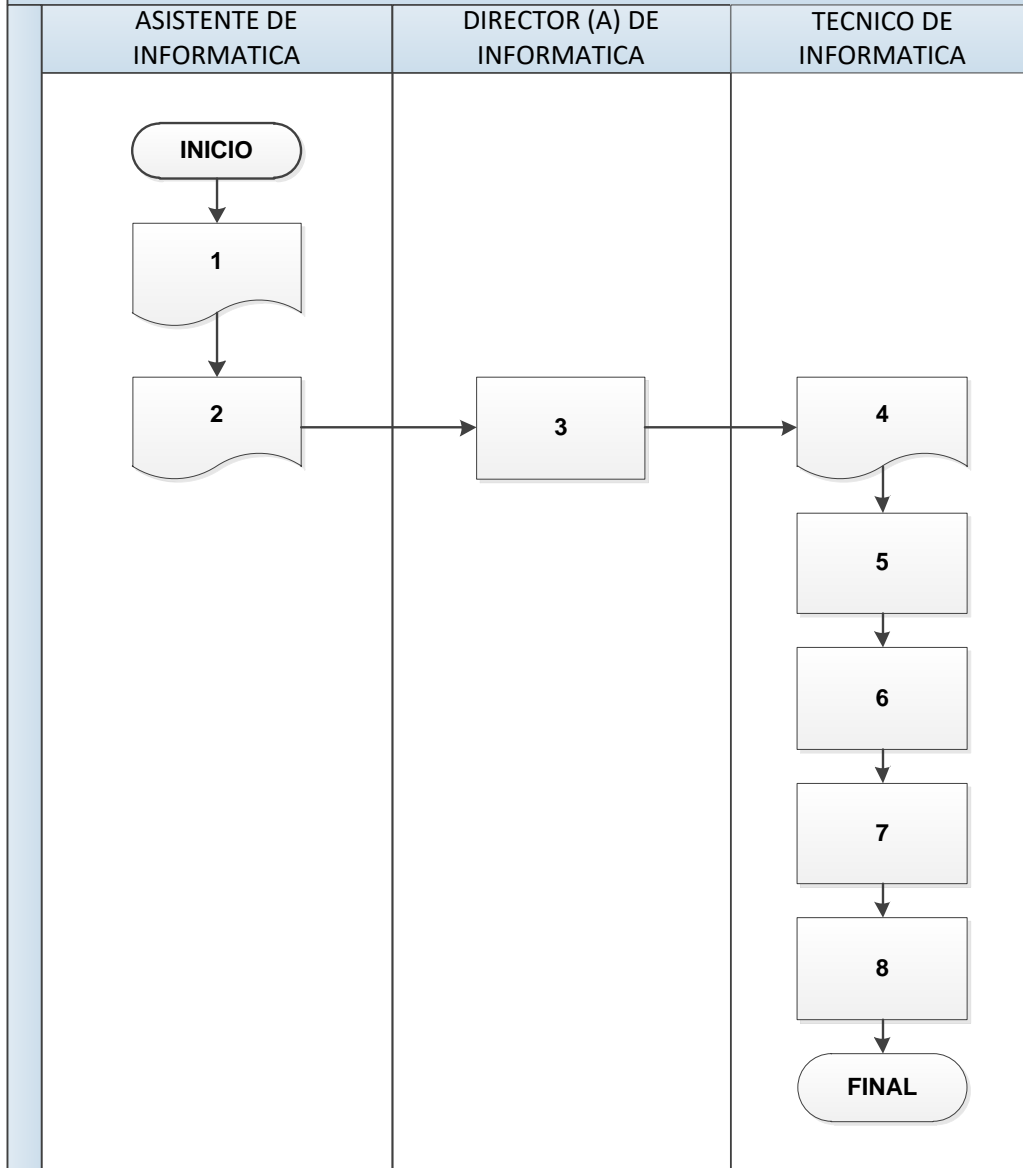 ASISTENTE DE
INFORMATICA
DIRECTOR (A) DE
INFORMATICA
TECNICO DE
INFORMATICA
INICIO
1
2
3
4
5
6
7
8
FINAL